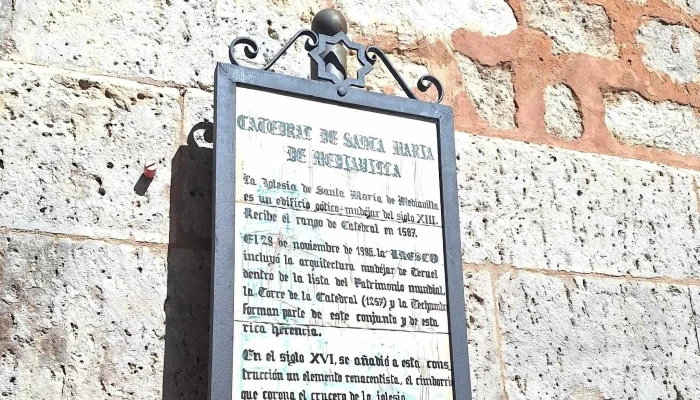 CATEDRAL DE SANTA MARIA
DE MEDIAVILLA
La Iglesia de Santa María de Mediavilla
es un edificio gótico-mudéjar del siglo XIII.
Recibe el rango de Catedral en 1587.
El 28 de noviembre de 1986, la UNESCO
incluyó la arquitectura mudéjar de Teruel
dentro de la lista del Patrimonio mundial.
La Torre de la Catedral (1257) y la Techumbre
forman parte de este conjunto y de esta
rica herencia.
En el siglo XVI, se añadió a esta cons
trucción un elemento renacentista, el cimborrio
que corona el crucero de la iglesia.